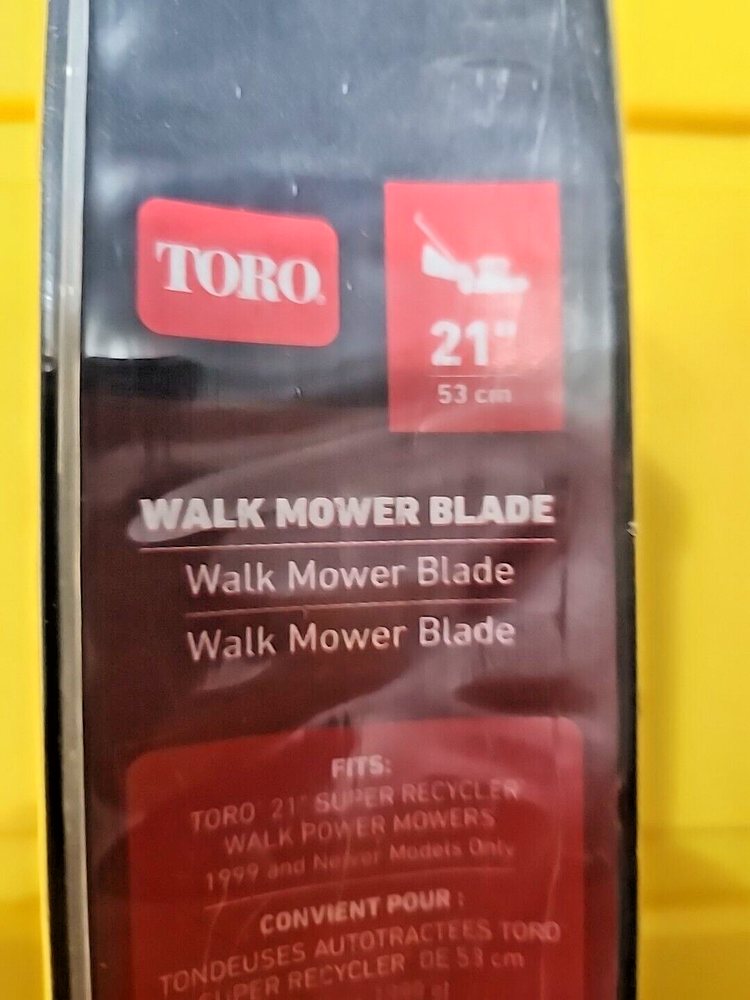 TORO
21"
53 cm
WALK MOWER BLADE
Walk Mower Blade
Walk Mower Blade
FITS:
TORO 21" SUPER RECYCLER
WALK POWER MOWERS
1999 and Newer Models Only
CONVIENT POUR :
TONDEUSES AUTOTRACTÉES TORO
SUPER RECYCLER DE 53 cm